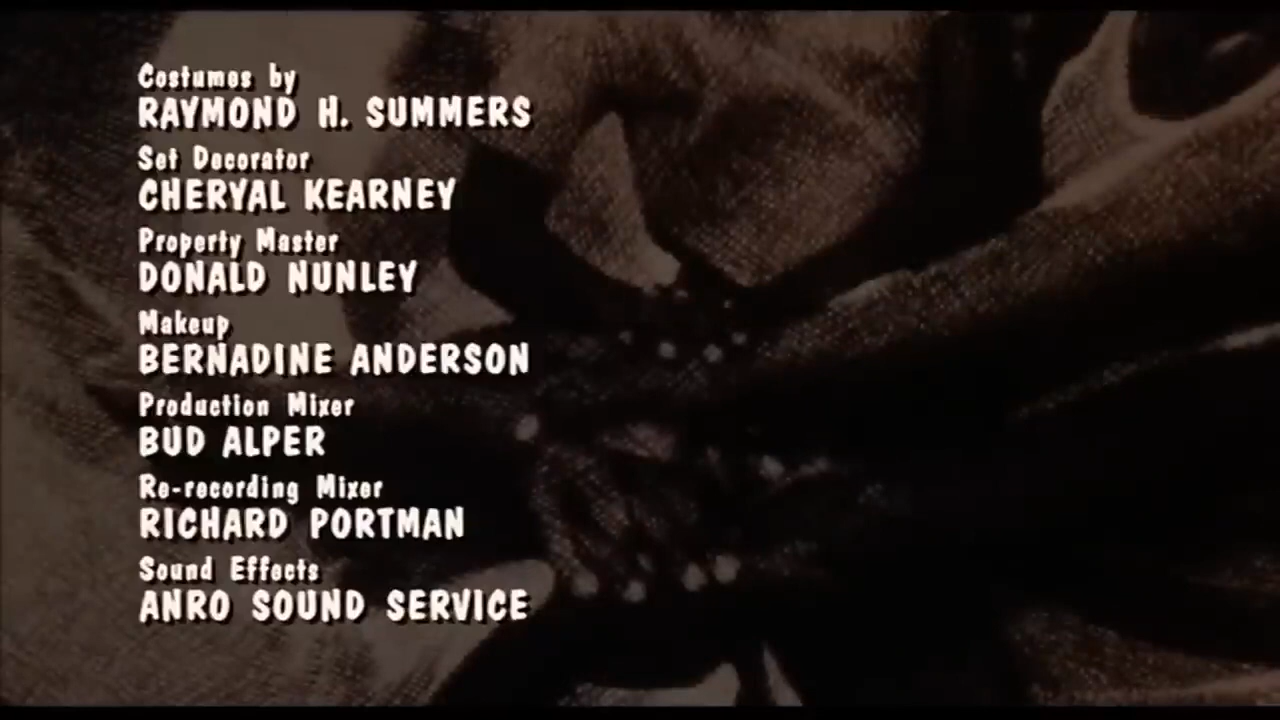 Costumes by
RAYMOND H. SUMMERS
Set Decorator
CHERYAL KEARNEY
Property Master
DONALD NUNLEY
Makeup
BERNADINE ANDERSON
Production Mixer
BUD ALPER
Re-recording Mixer
RICHARD PORTMAN
Sound Effects
ANRO SOUND SERVICE